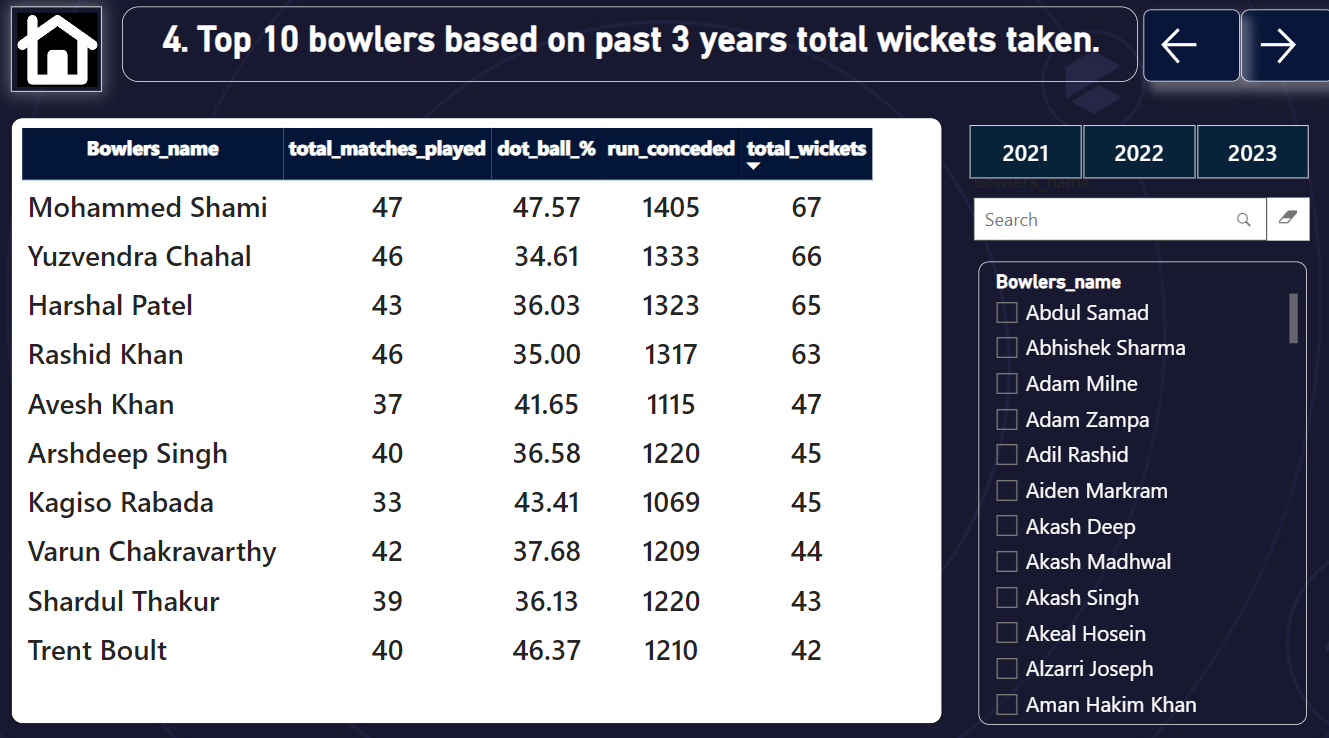 4. Top 10 bowlers based on past 3 years total wickets taken.
Bowlers_name total_matches_played dot_ball_% run_conceded total_wickets
Mohammed Shami 47 47.57 1405 67
Yuzvendra Chahal 46 34.61 1333 66
Harshal Patel 43 36.03 1323 65
Rashid Khan 46 35.00 1317 63
Avesh Khan 37 41.65 1115 47
Arshdeep Singh 40 36.58 1220 45
Kagiso Rabada 33 43.41 1069 45
Varun Chakravarthy 42 37.68 1209 44
Shardul Thakur 39 36.13 1220 43
Trent Boult 40 46.37 1210 42
2021 2022 2023
Bowlers_name
Search
Bowlers_name
Abdul Samad
Abhishek Sharma
Adam Milne
Adam Zampa
Adil Rashid
Aiden Markram
Akash Deep
Akash Madhwal
Akash Singh
Akeal Hosein
Alzarri Joseph
Aman Hakim Khan